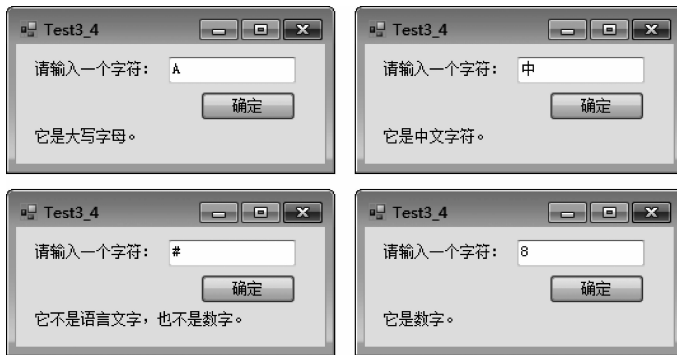 Test3_4
请输入一个字符： A
确定
它是大写字母。
Test3_4
请输入一个字符： 中
确定
它是中文字符。
Test3_4
请输入一个字符： #
确定
它不是语言文字，也不是数字。
Test3_4
请输入一个字符： 8
确定
它是数字。